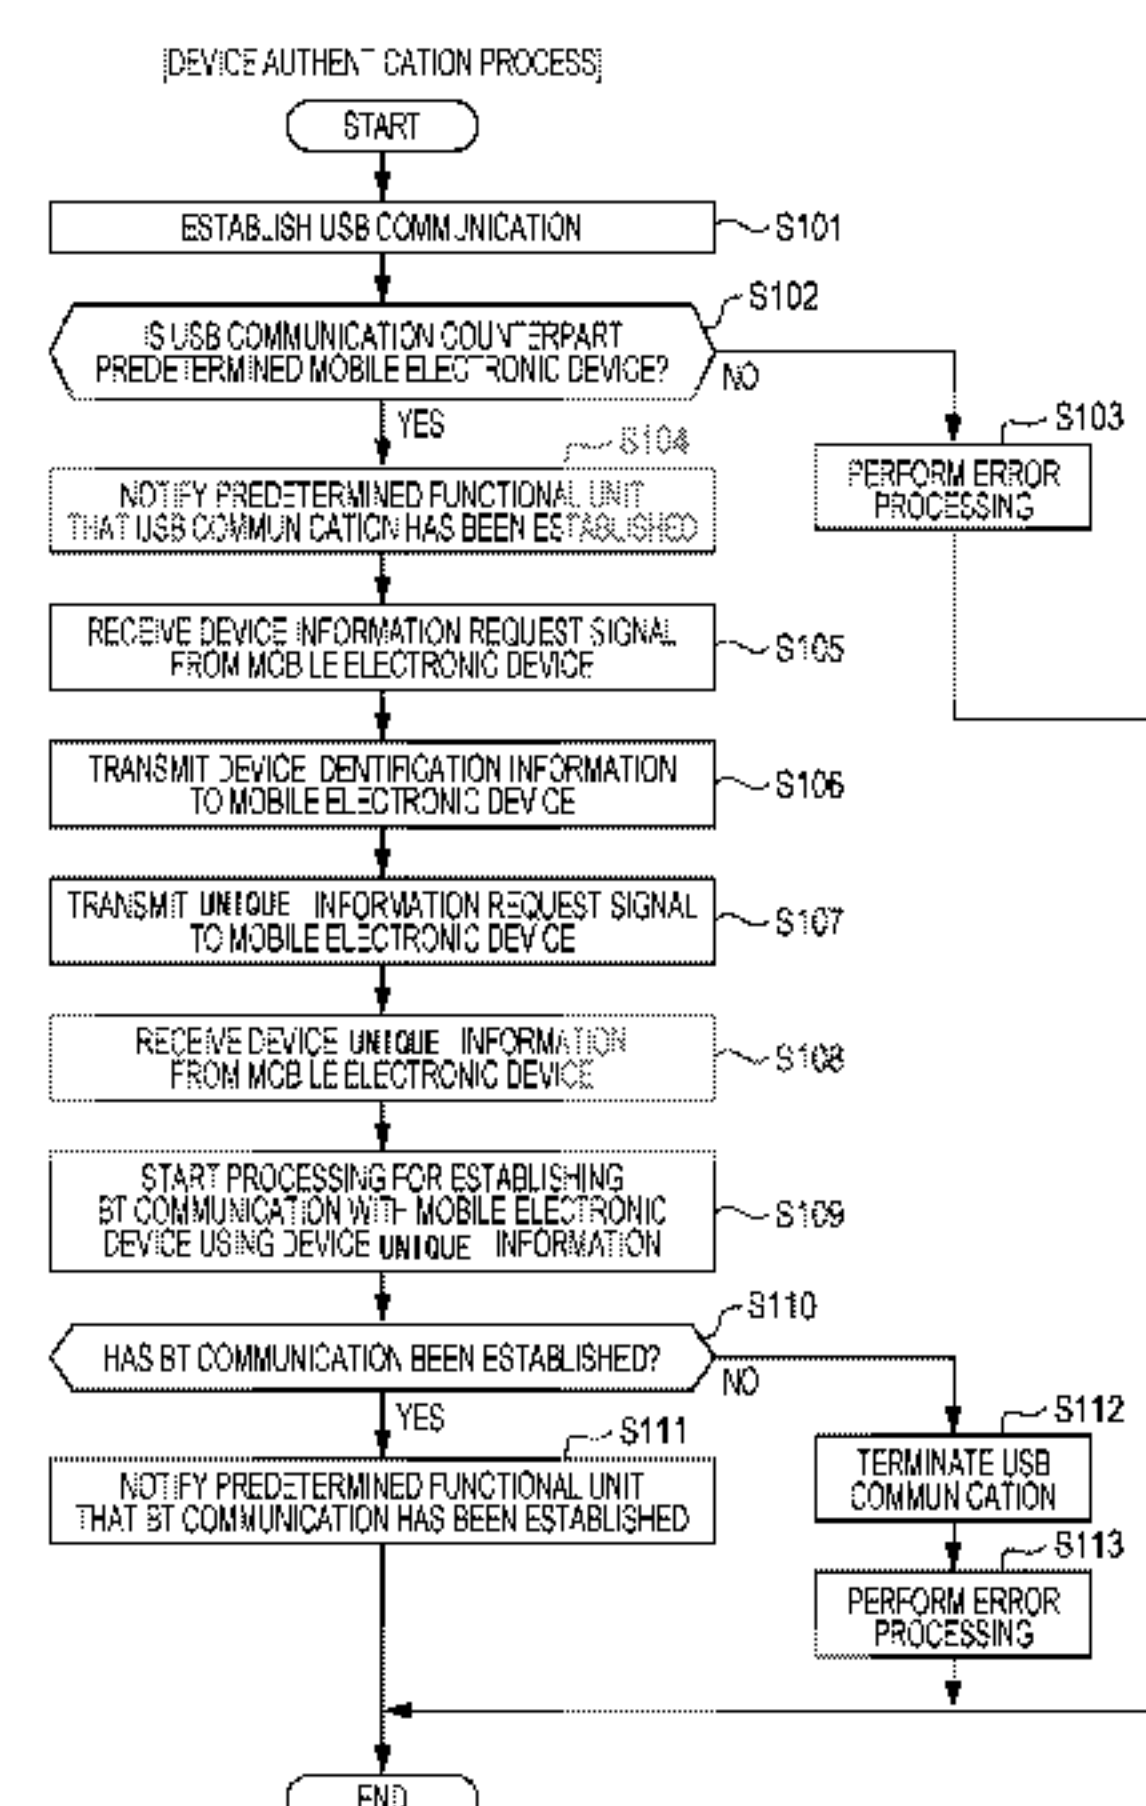 [DEVICE AUTHENTICATION PROCESS]
START
ESTABLISH USB COMMUNICATION
S101
S102
IS USB COMMUNICATION COUNTERPART
PREDETERMINED MOBILE ELECTRONIC DEVICE?
NO
YES
S103
PERFORM ERROR
PROCESSING
S104
NOTIFY PREDETERMINED FUNCTIONAL UNIT
THAT USB COMMUNICATION HAS BEEN ESTABLISHED
RECEIVE DEVICE INFORMATION REQUEST SIGNAL
FROM MOBILE ELECTRONIC DEVICE
S105
TRANSMIT DEVICE IDENTIFICATION INFORMATION
TO MOBILE ELECTRONIC DEVICE
S106
TRANSMIT UNIQUE INFORMATION REQUEST SIGNAL
TO MOBILE ELECTRONIC DEVICE
S107
RECEIVE DEVICE UNIQUE INFORMATION
FROM MOBILE ELECTRONIC DEVICE
S108
START PROCESSING FOR ESTABLISHING
BT COMMUNICATION WITH MOBILE ELECTRONIC
DEVICE USING DEVICE UNIQUE INFORMATION
S109
S110
HAS BT COMMUNICATION BEEN ESTABLISHED?
NO
YES
S111
NOTIFY PREDETERMINED FUNCTIONAL UNIT
THAT BT COMMUNICATION HAS BEEN ESTABLISHED
S112
TERMINATE USB
COMMUNICATION
S113
PERFORM ERROR
PROCESSING
END